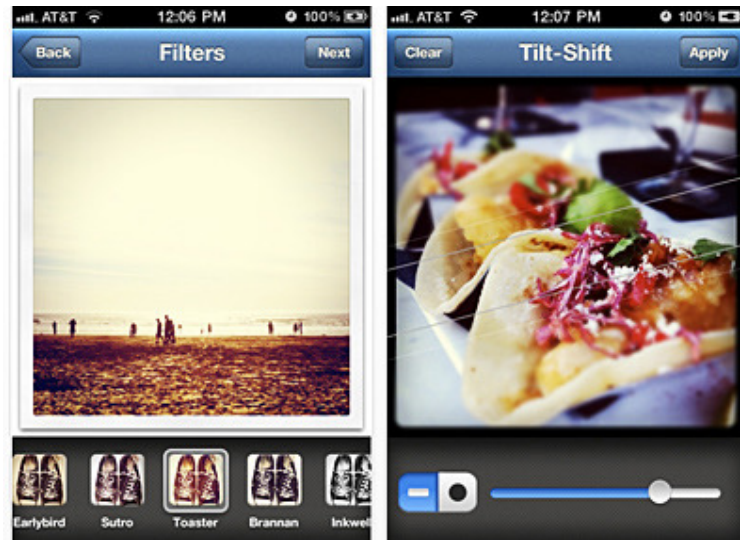 AT&T 12:06 PM 100%
Back Filters Next
Earlybird Sutro Toaster Brannan Inkwell
AT&T 12:07 PM 100%
Clear Tilt-Shift Apply